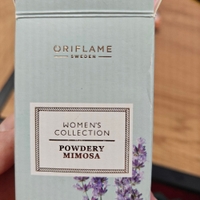 ORIFLAME
SWEDEN
WOMEN'S
COLLECTION
POWDERY
MIMOSA